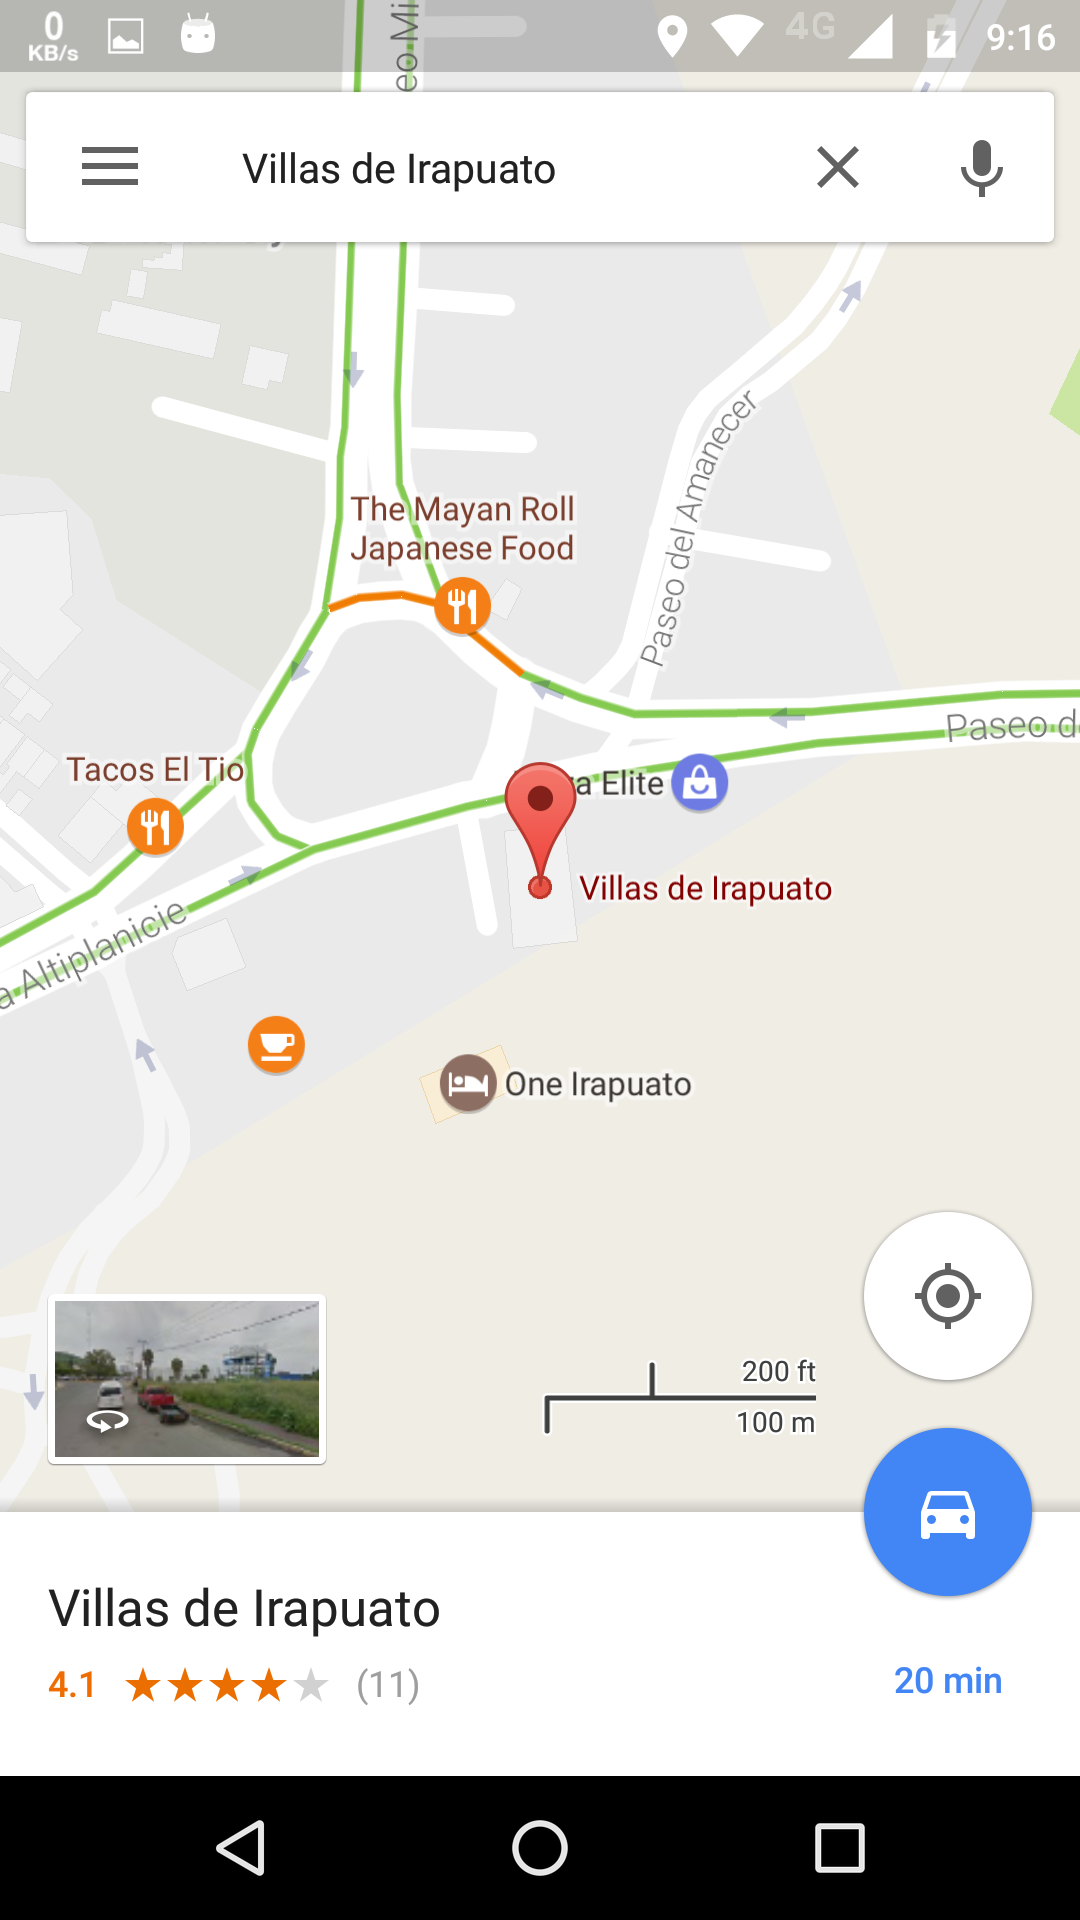 0
KB/s
4G
9:16
eo Mi
Villas de Irapuato
Paseo del Amanecer
The Mayan Roll
Japanese Food
Paseo d
Tacos El Tio
a Elite
Villas de Irapuato
a Altiplanicie
One Irapuato
200 ft
100 m
Villas de Irapuato
4.1 (11)
20 min